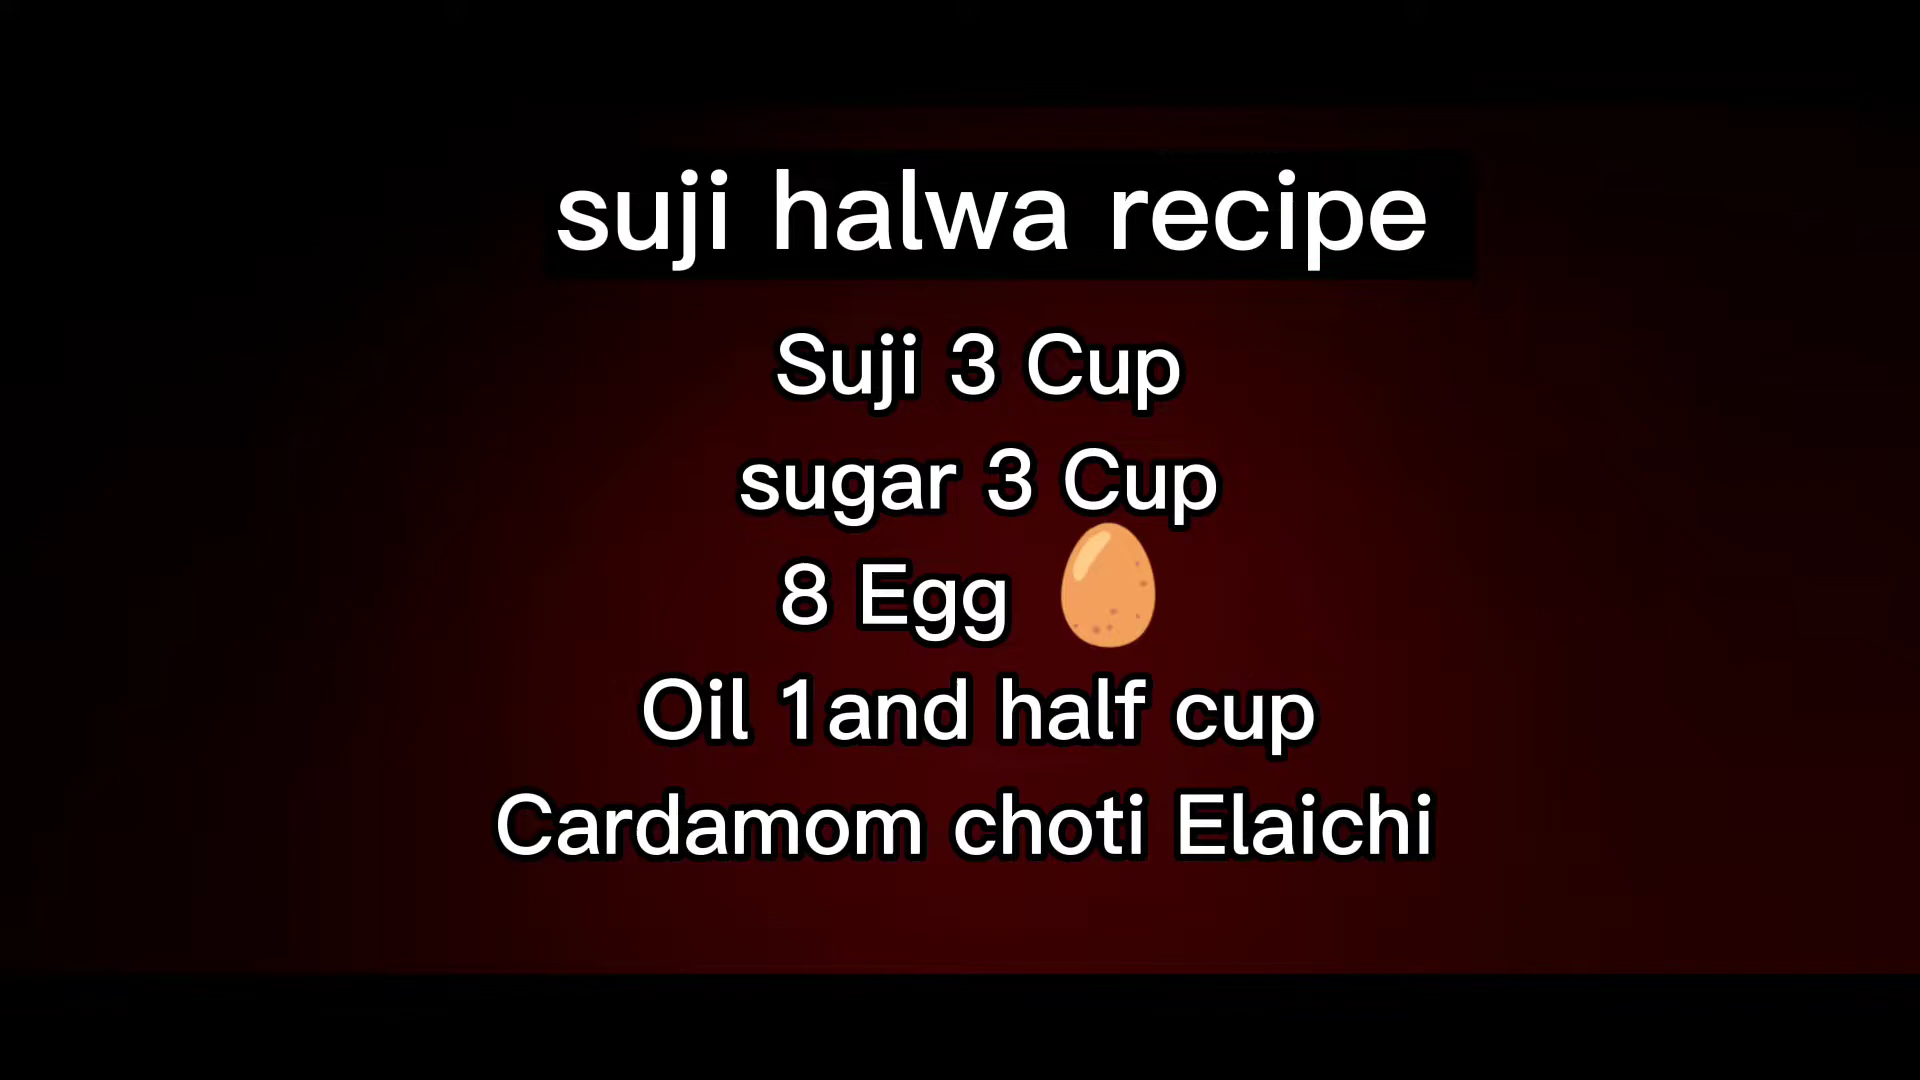 suji halwa recipe
Suji 3 Cup
sugar 3 Cup
8 Egg
Oil 1and half cup
Cardamom choti Elaichi